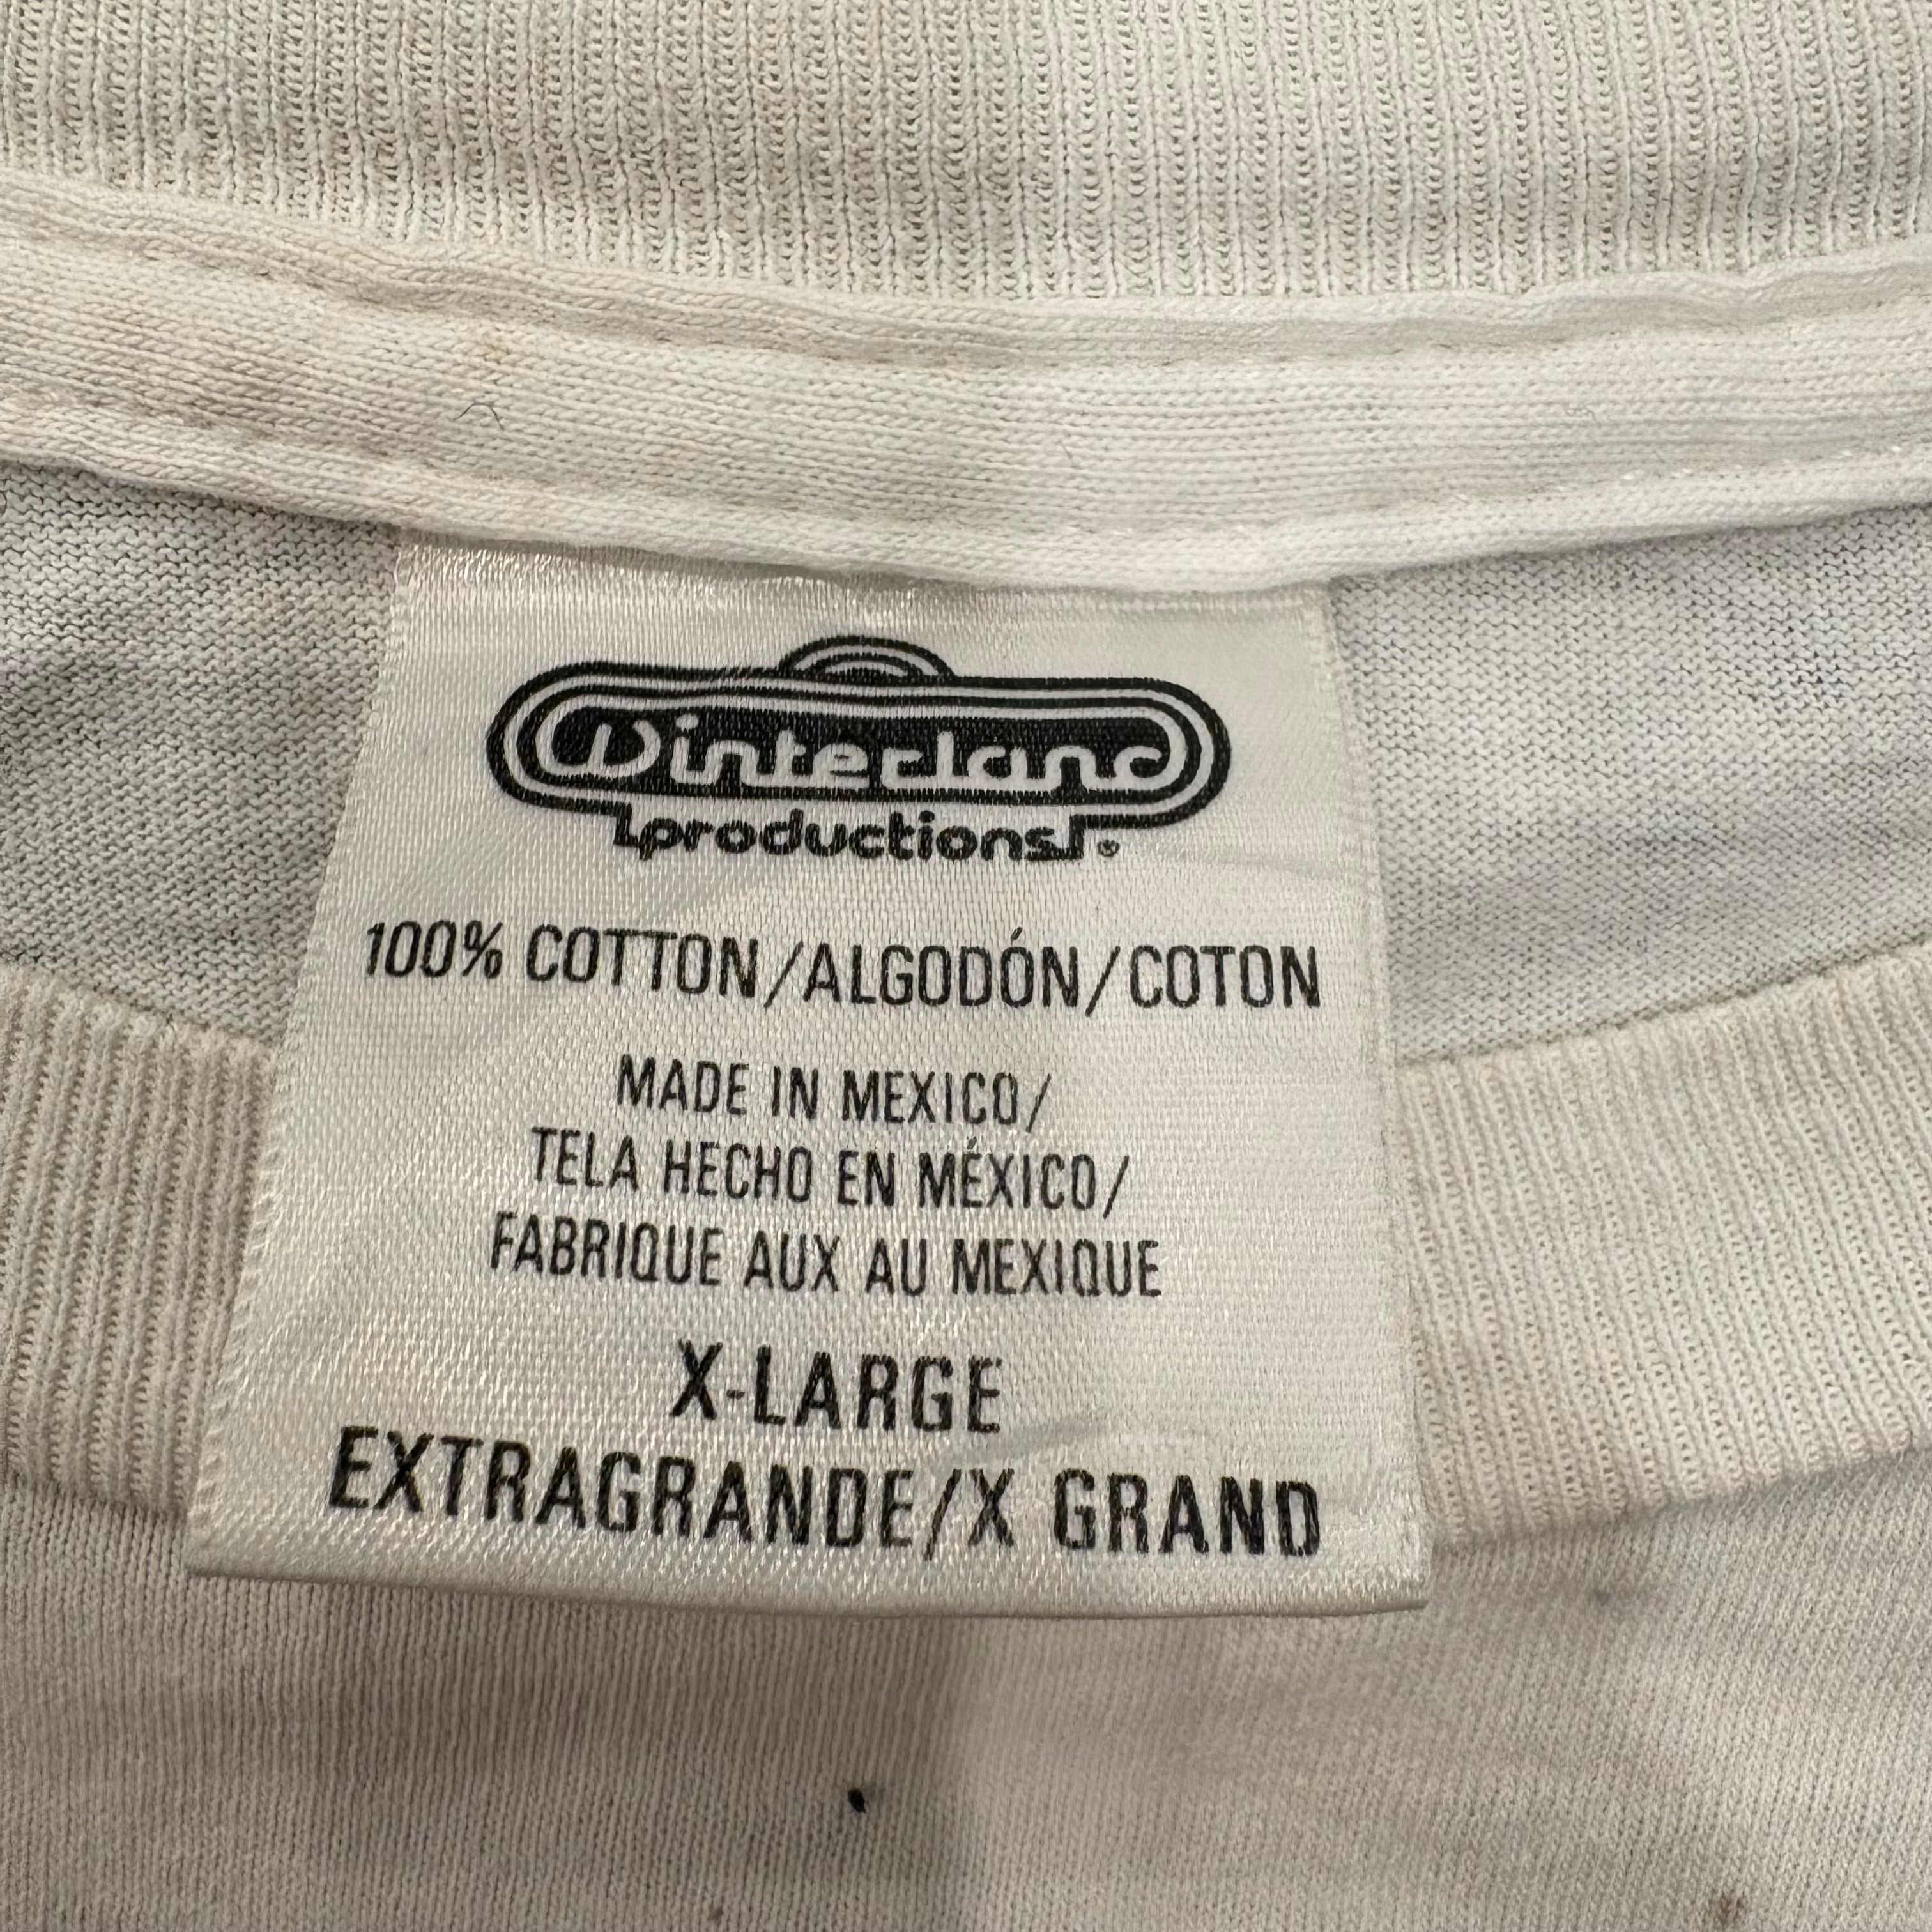 Winterland
productions®
100% COTTON/ALGODÓN/COTON
MADE IN MEXICO/
TELA HECHO EN MÉXICO/
FABRIQUE AUX AU MEXIQUE
X-LARGE
EXTRAGRANDE/X GRAND